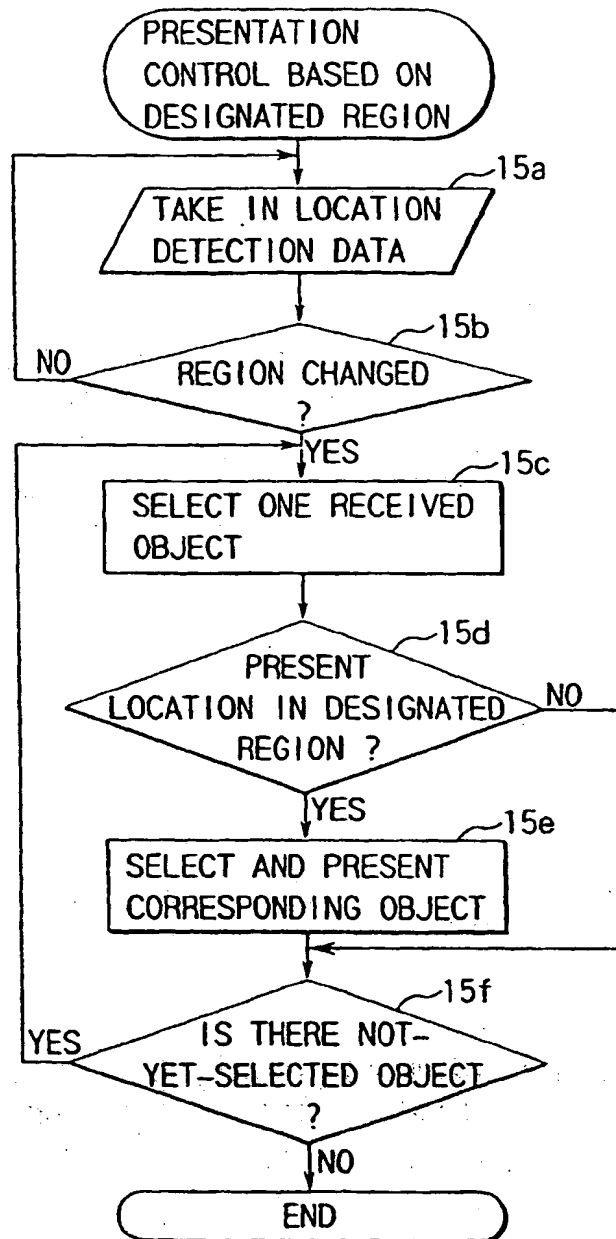 PRESENTATION
CONTROL BASED ON
DESIGNATED REGION
15a
TAKE IN LOCATION
DETECTION DATA
15b
NO
REGION CHANGED
?
YES
15c
SELECT ONE RECEIVED
OBJECT
15d
PRESENT
NO
LOCATION IN DESIGNATED
REGION ?
YES
15e
SELECT AND PRESENT
CORRESPONDING OBJECT
15f
YES
IS THERE NOT-
YET-SELECTED OBJECT
?
NO
END